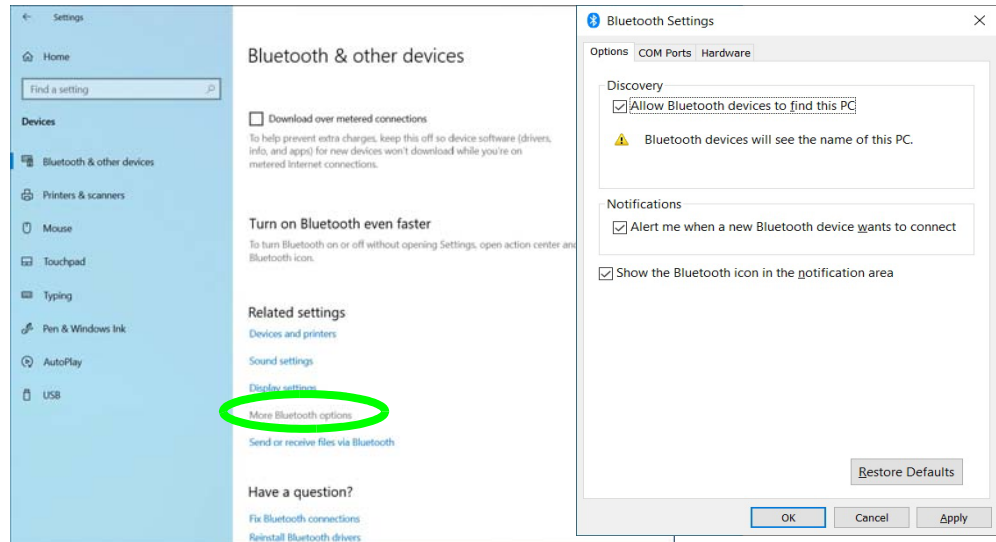 Settings
Home
Find a setting
Devices
Bluetooth & other devices
Printers & scanners
Mouse
Touchpad
Typing
Pen & Windows Ink
AutoPlay
USB
Bluetooth & other devices
Download over metered connections
To help prevent extra charges, keep this off so device software (drivers,
info, and apps) for new devices won't download while you're on
metered Internet connections.
Turn on Bluetooth even faster
To turn Bluetooth on or off without opening Settings, open action center and
Bluetooth icon.
Related settings
Devices and printers
Sound settings
Display settings
More Bluetooth options
Send or receive files via Bluetooth
Have a question?
Fix Bluetooth connections
Reinstall Bluetooth drivers
Bluetooth Settings
Options COM Ports Hardware
Discovery
Allow Bluetooth devices to find this PC
Bluetooth devices will see the name of this PC.
Notifications
Alert me when a new Bluetooth device wants to connect
Show the Bluetooth icon in the notification area
Restore Defaults
OK Cancel Apply